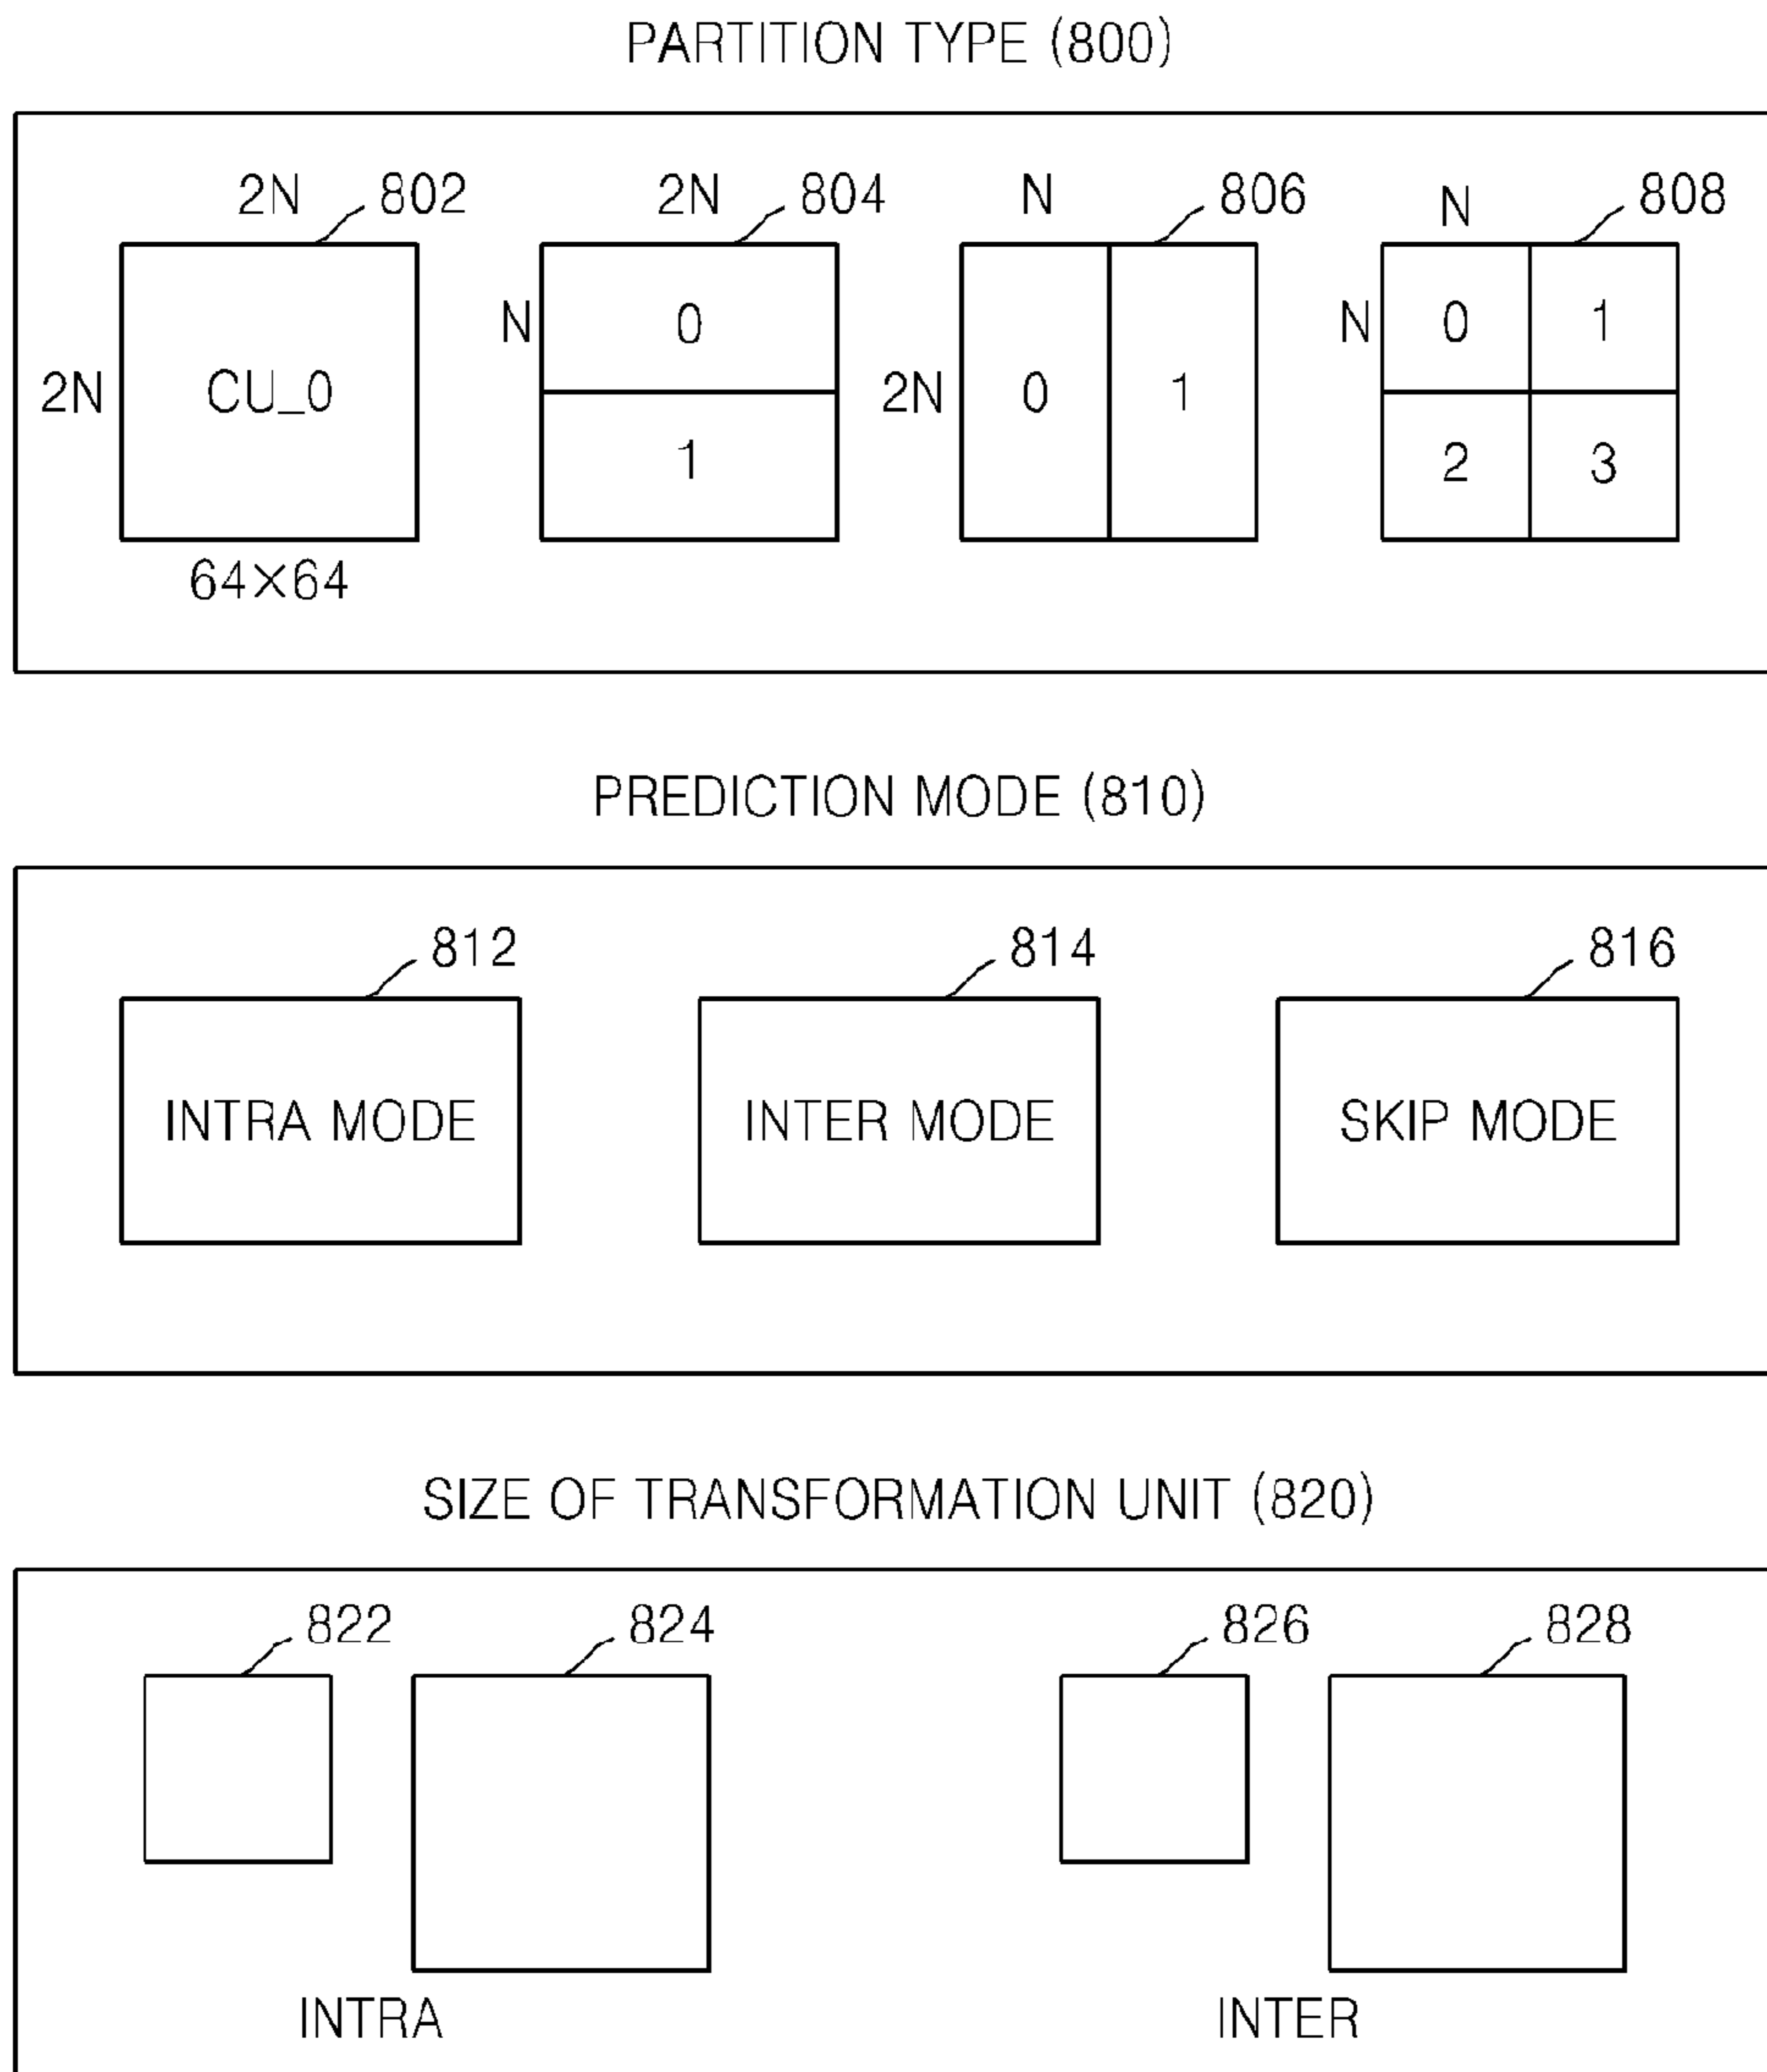 PARTITION TYPE (800)
2N 802 2N 804 N 806 N 808
N 0 N 0 1
2N CU_0 2N 0 1
1 2 3
64×64
PREDICTION MODE (810)
812 814 816
INTRA MODE INTER MODE SKIP MODE
SIZE OF TRANSFORMATION UNIT (820)
822 824 826 828
INTRA INTER